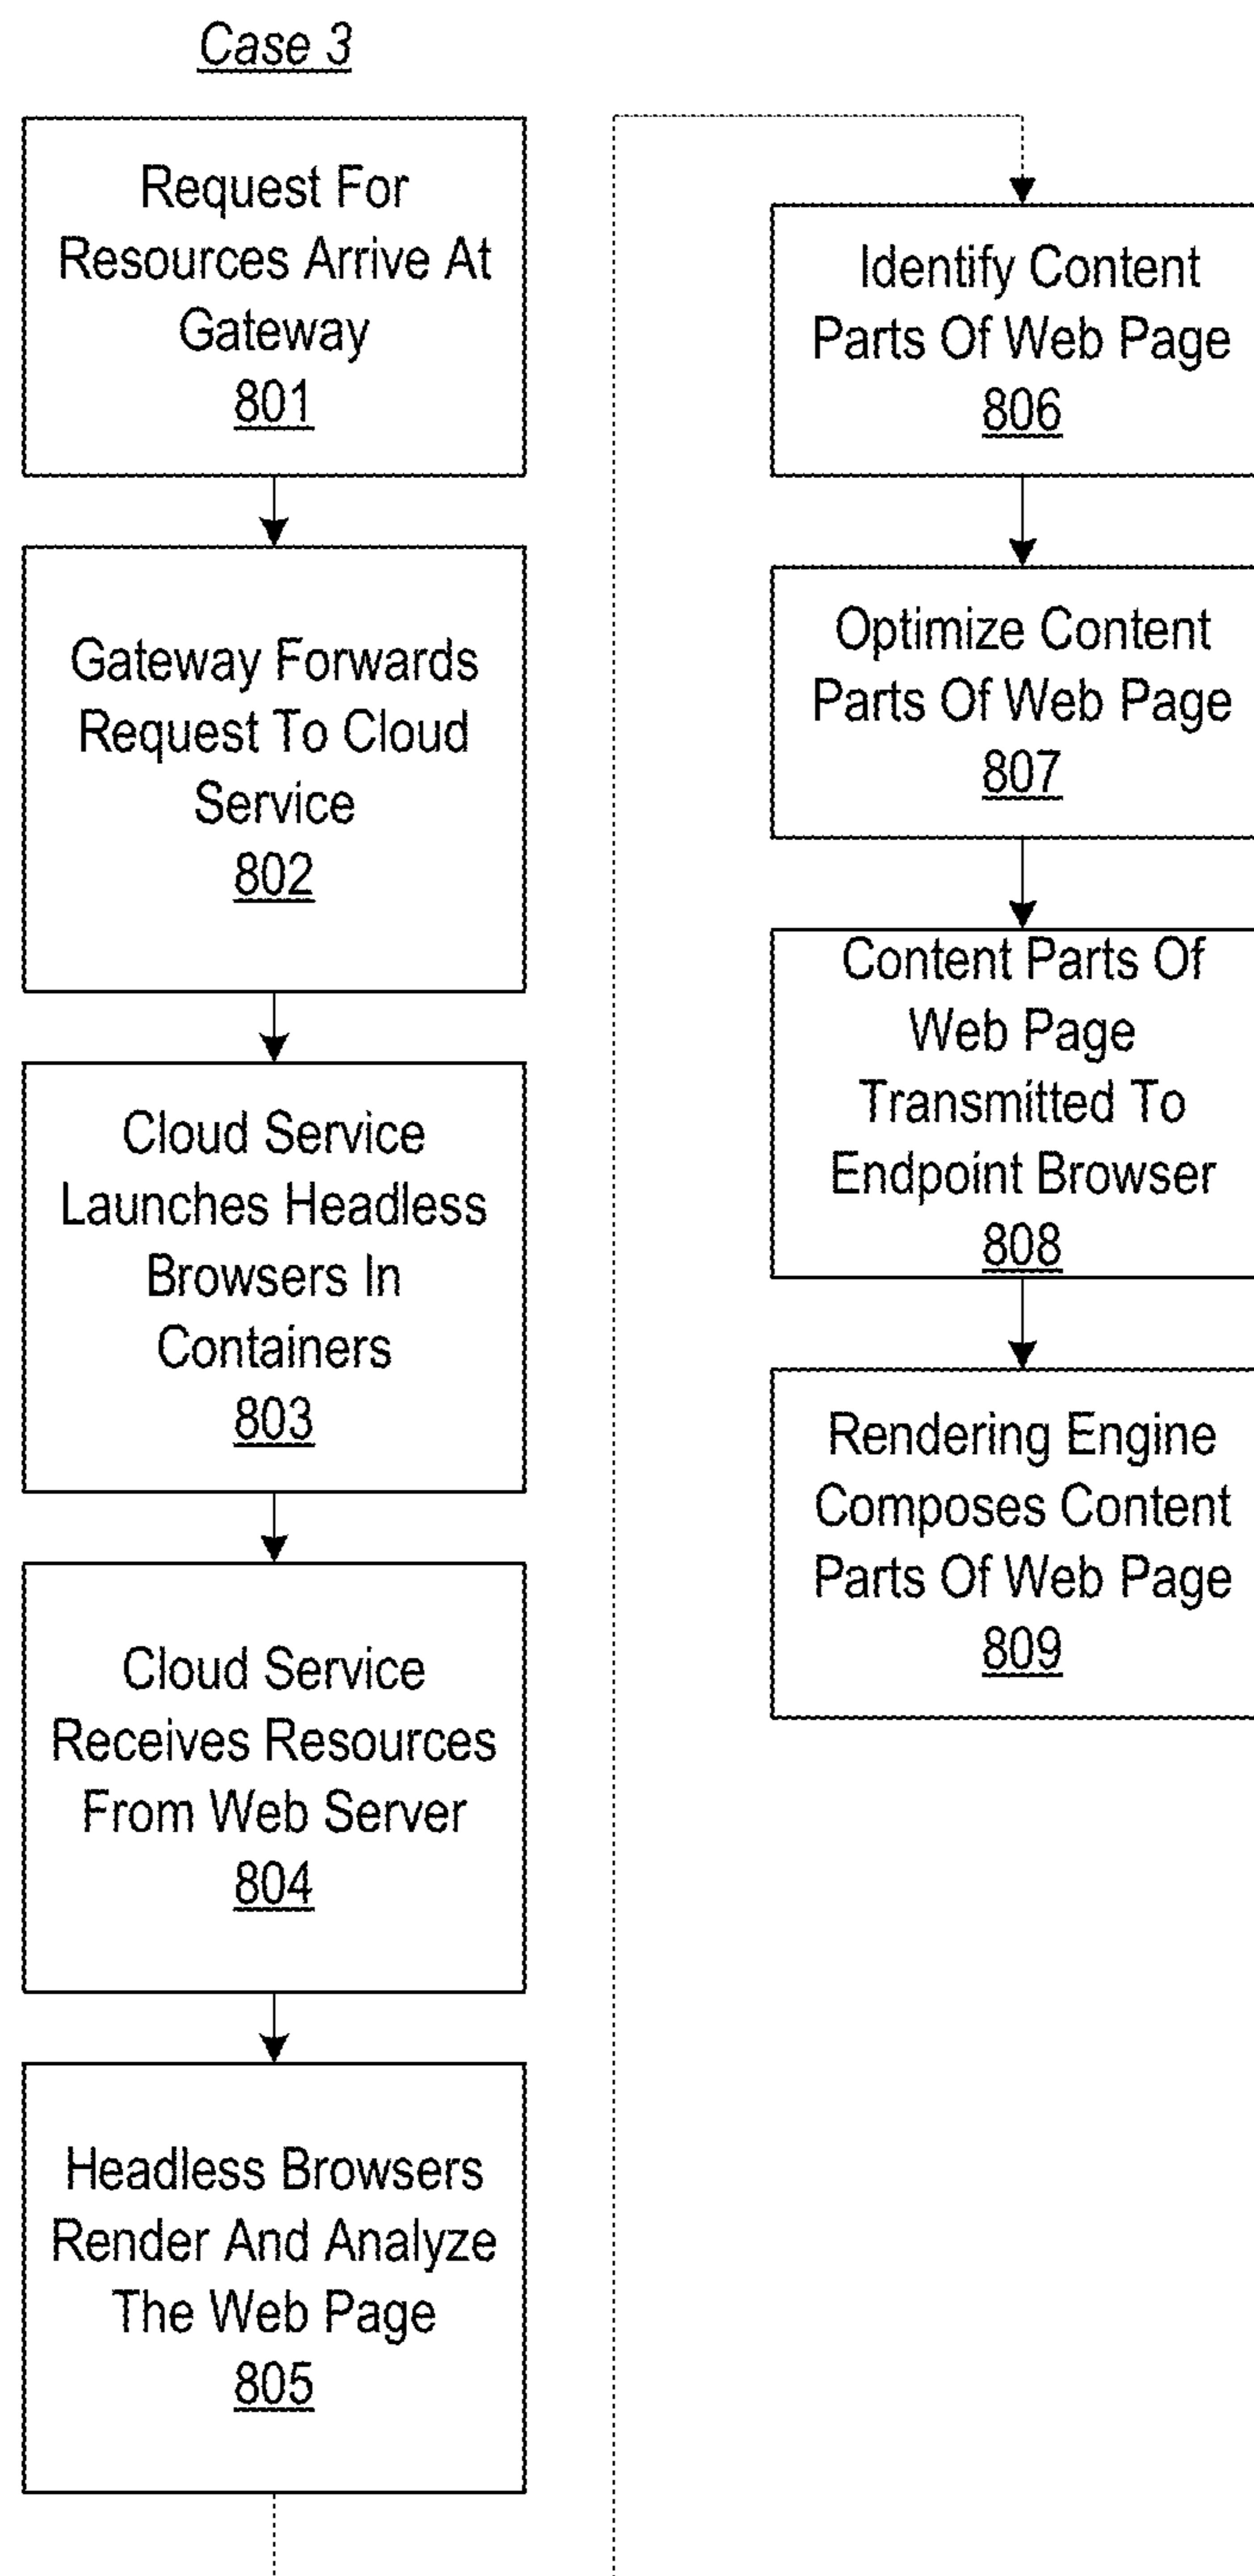 Case 3
Request For
Resources Arrive At
Gateway
801
Gateway Forwards
Request To Cloud
Service
802
Cloud Service
Launches Headless
Browsers In
Containers
803
Cloud Service
Receives Resources
From Web Server
804
Headless Browsers
Render And Analyze
The Web Page
805
Identify Content
Parts Of Web Page
806
Optimize Content
Parts Of Web Page
807
Content Parts Of
Web Page
Transmitted To
Endpoint Browser
808
Rendering Engine
Composes Content
Parts Of Web Page
809